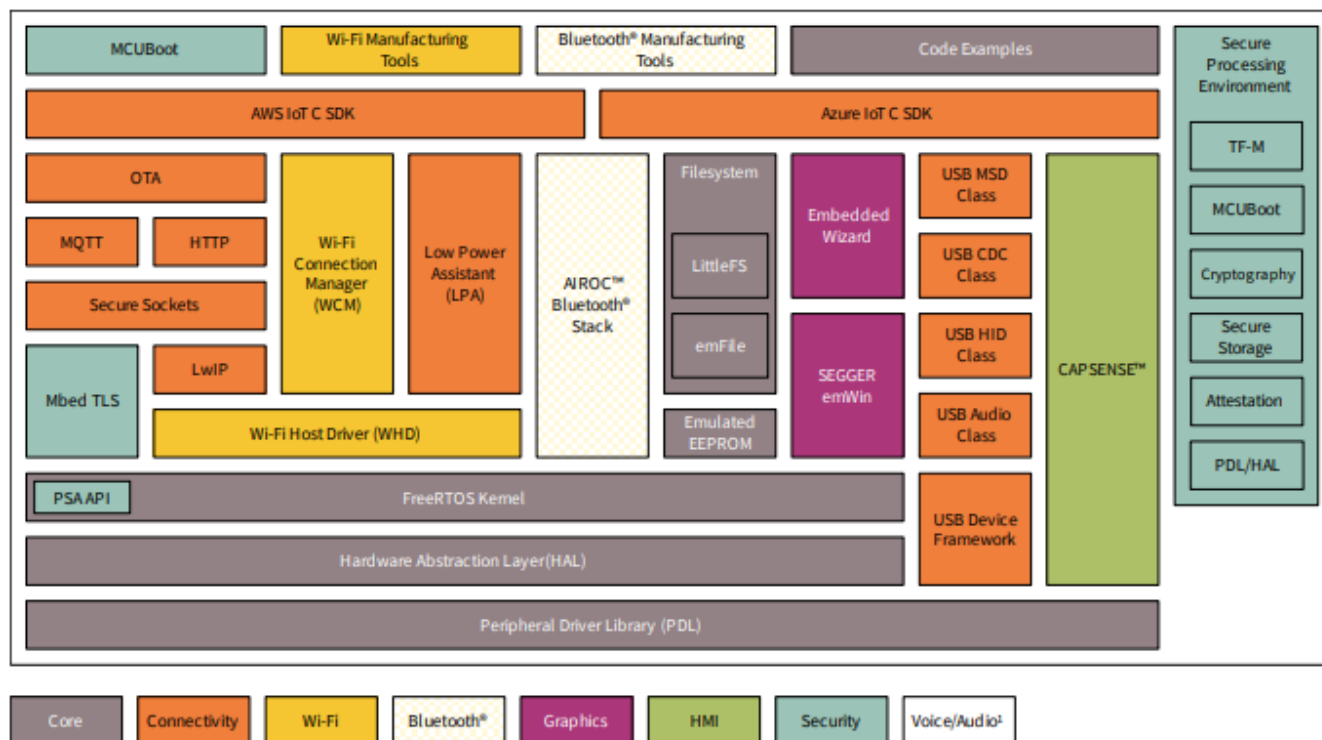 MCUBoot
Wi-Fi Manufacturing
Tools
Bluetooth® Manufacturing
Tools
Code Examples
Secure
Processing
Environment
AWS IoT C SDK
Azure IoT C SDK
TF-M
MCUBoot
Cryptography
Secure
Storage
Attestation
PDL/HAL
OTA
MQTT
HTTP
Secure Sockets
Mbed TLS
LwIP
Wi-Fi
Connection
Manager
(WCM)
Low Power
Assistant
(LPA)
Wi-Fi Host Driver (WHD)
AIROC™
Bluetooth®
Stack
Filesystem
LittleFS
emFile
Emulated
EEPROM
Embedded
Wizard
SEGGER
emWin
USB MSD
Class
USB CDC
Class
USB HID
Class
USB Audio
Class
USB Device
Framework
CAPSENSE™
PSA API
FreeRTOS Kernel
Hardware Abstraction Layer(HAL)
Peripheral Driver Library (PDL)
Core
Connectivity
Wi-Fi
Bluetooth®
Graphics
HMI
Security
Voice/Audio¹